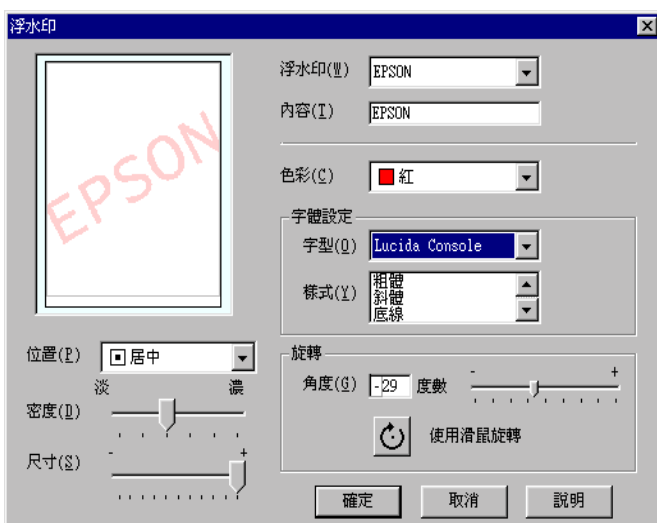 浮水印
EPSON
浮水印(W) EPSON
內容(T) EPSON
色彩(C) 紅
字體設定
字型(O) Lucida Console
樣式(Y) 粗體
斜體
底線
位置(P) 居中
淡 濃
密度(D)
尺寸(S) - +
旋轉
角度(G) -29 度數 - +
使用滑鼠旋轉
確定 取消 說明